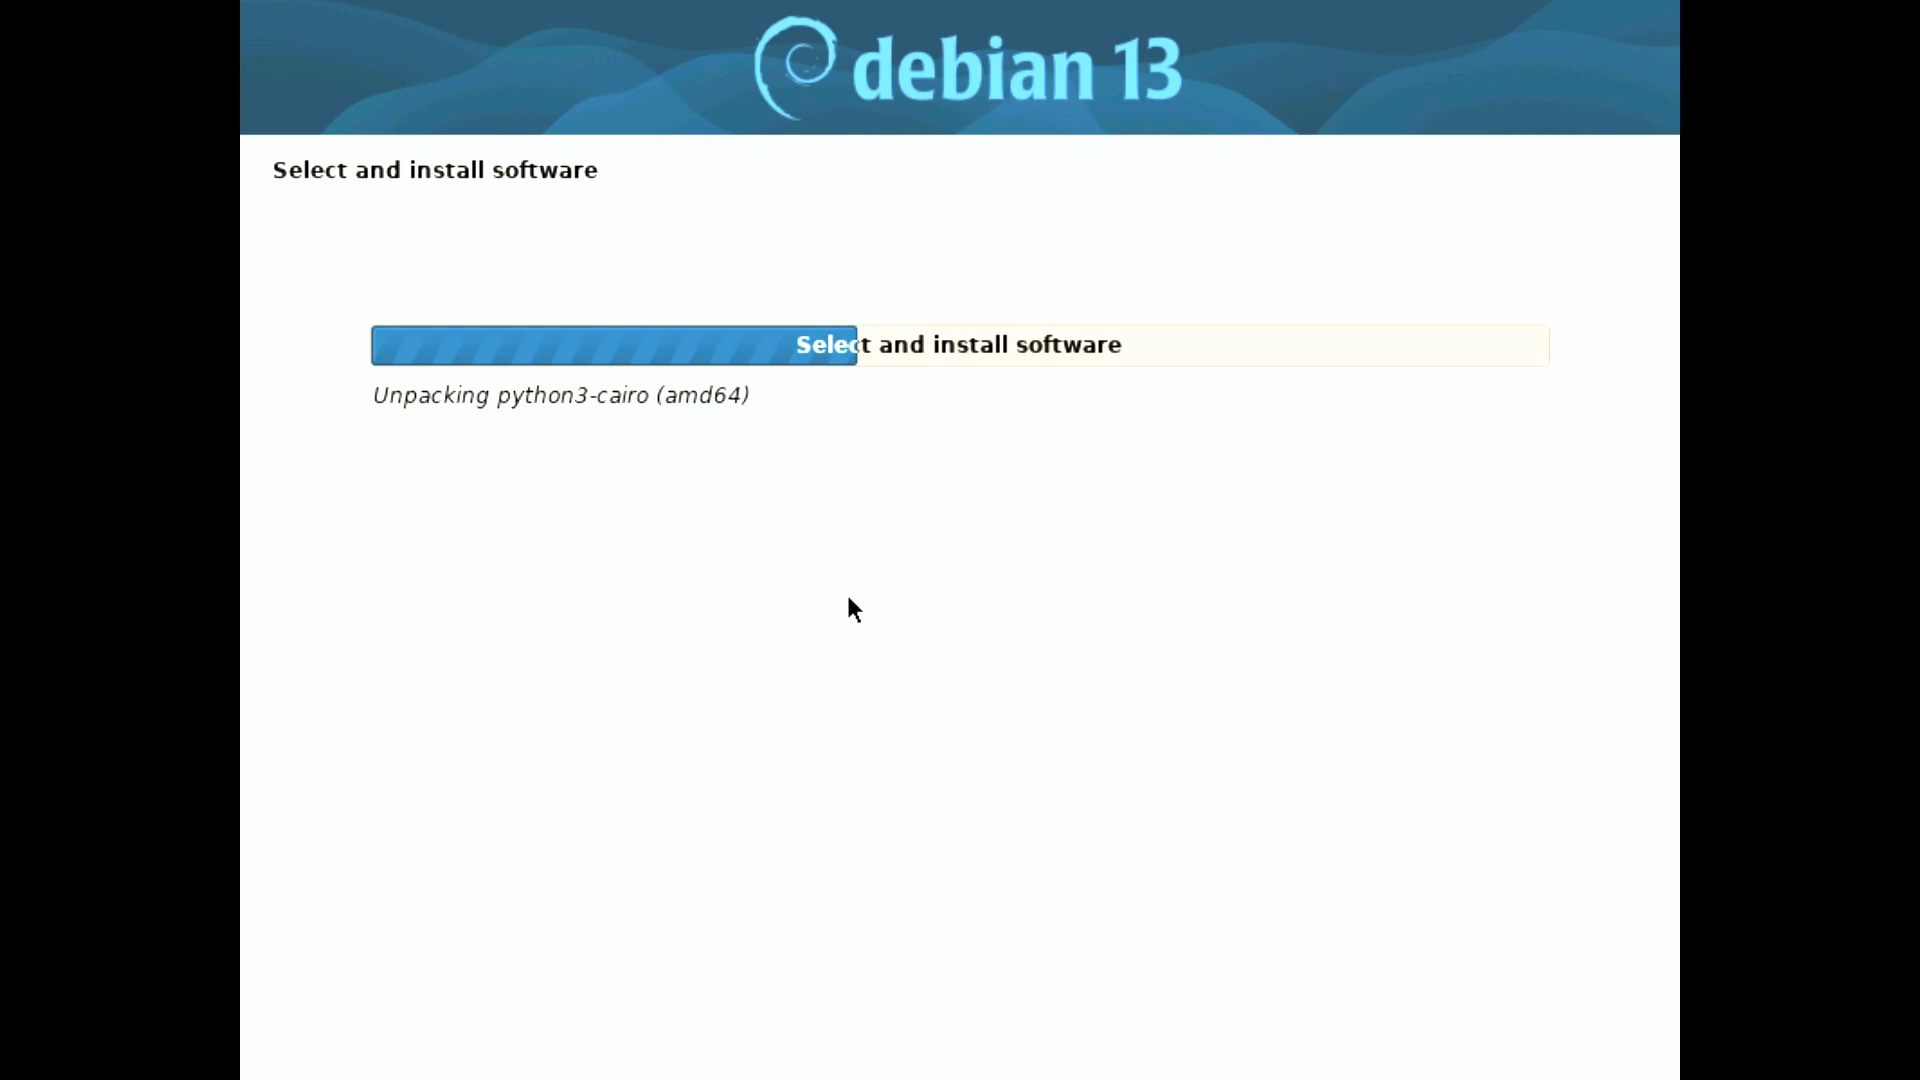 debian 13
Select and install software
Select and install software
Unpacking python3-cairo (amd64)